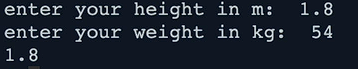 enter your height in m:  1.8
enter your weight in kg:  54
1.8